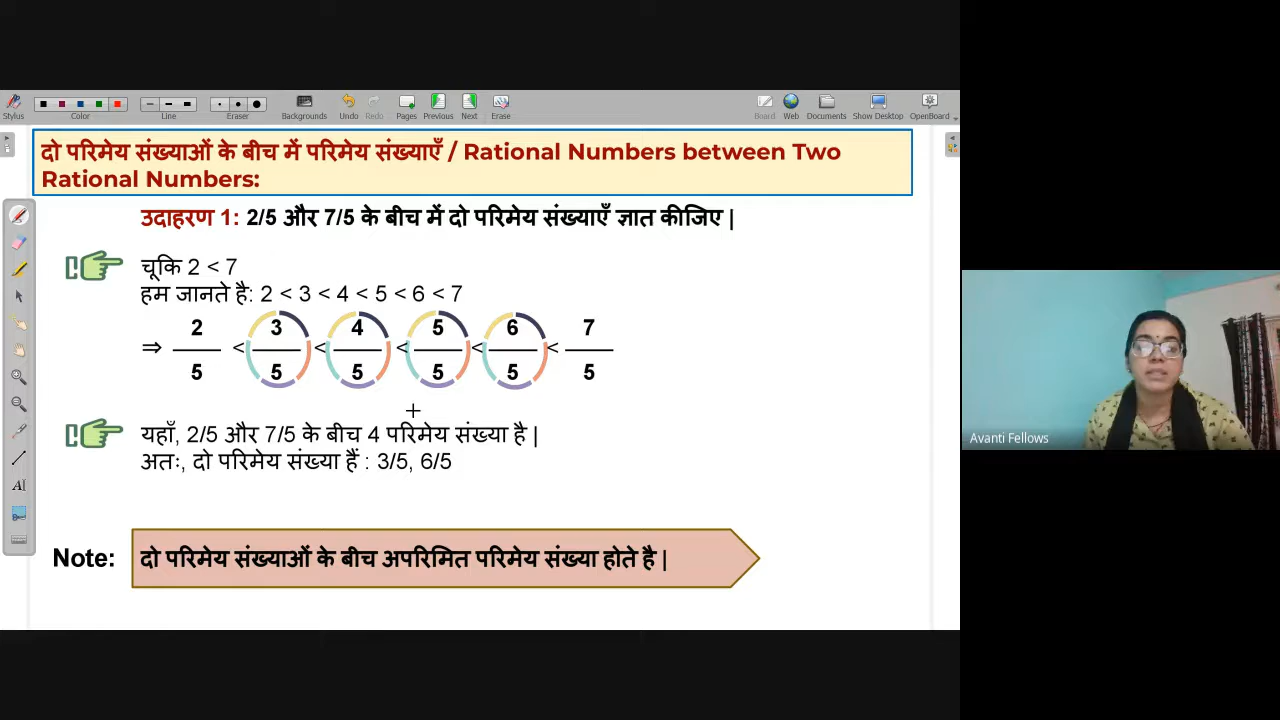 Stylus
Color
Line
Eraser
Backgrounds
Undo
Redo
Pages
Previous
Next
Erase
Board
Web
Documents
Show Desktop
OpenBoard
दो परिमेय संख्याओं के बीच में परिमेय संख्याएँ / Rational Numbers between Two
Rational Numbers:
उदाहरण 1: 2/5 और 7/5 के बीच में दो परिमेय संख्याएँ ज्ञात कीजिए |
चूकि 2 < 7
हम जानते है: 2 < 3 < 4 < 5 < 6 < 7
⇒ 2/5 < 3/5 < 4/5 < 5/5 < 6/5 < 7/5
यहाँ, 2/5 और 7/5 के बीच 4 परिमेय संख्या है |
अतः, दो परिमेय संख्या हैं : 3/5, 6/5
Note: दो परिमेय संख्याओं के बीच अपरिमित परिमेय संख्या होते है |
Avanti Fellows